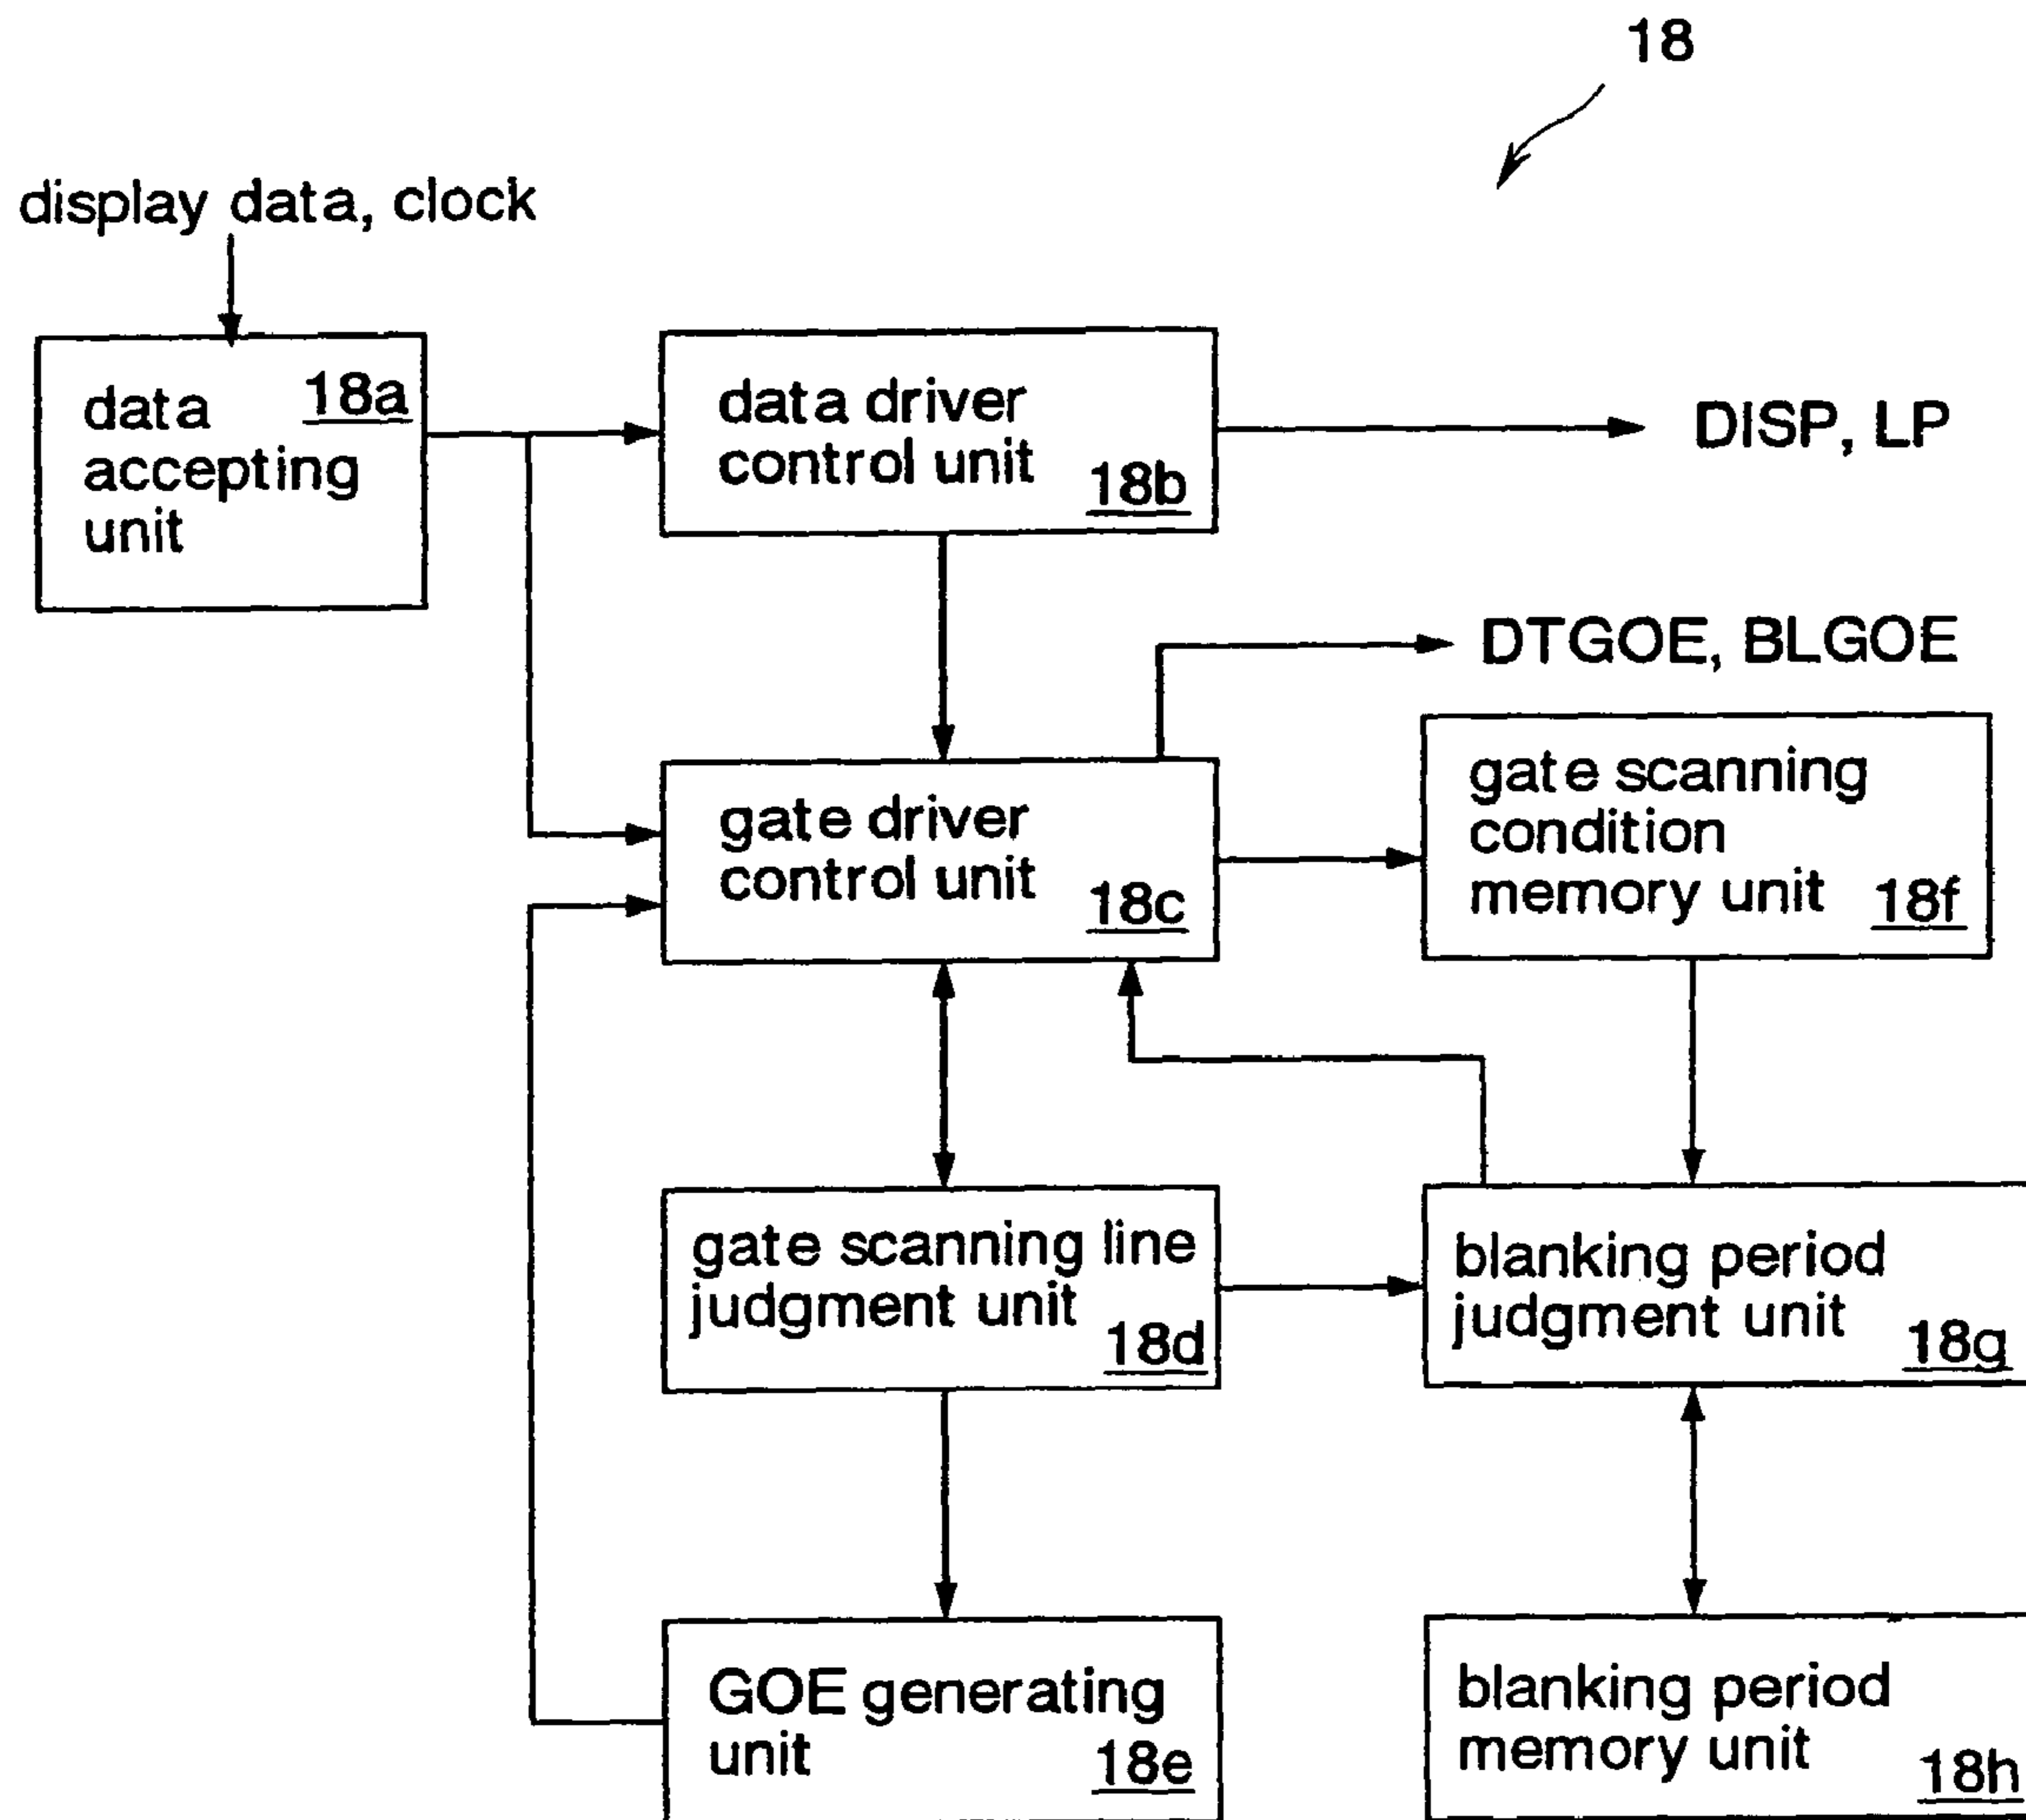 18
display data, clock
data
accepting
unit
18a
data driver
control unit
18b
DISP, LP
DTGOE, BLGOE
gate driver
control unit
18c
gate scanning
condition
memory unit
18f
gate scanning line
judgment unit
18d
blanking period
judgment unit
18g
GOE generating
unit
18e
blanking period
memory unit
18h